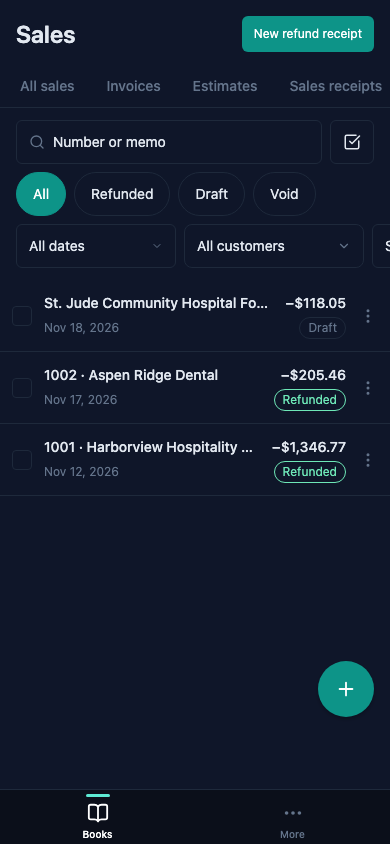 Sales
New refund receipt
All sales
Invoices
Estimates
Sales receipts
Number or memo
All
Refunded
Draft
Void
All dates
All customers
St. Jude Community Hospital Fo...
−$118.05
Nov 18, 2026
Draft
1002 · Aspen Ridge Dental
−$205.46
Nov 17, 2026
Refunded
1001 · Harborview Hospitality ...
−$1,346.77
Nov 12, 2026
Refunded
Books
More